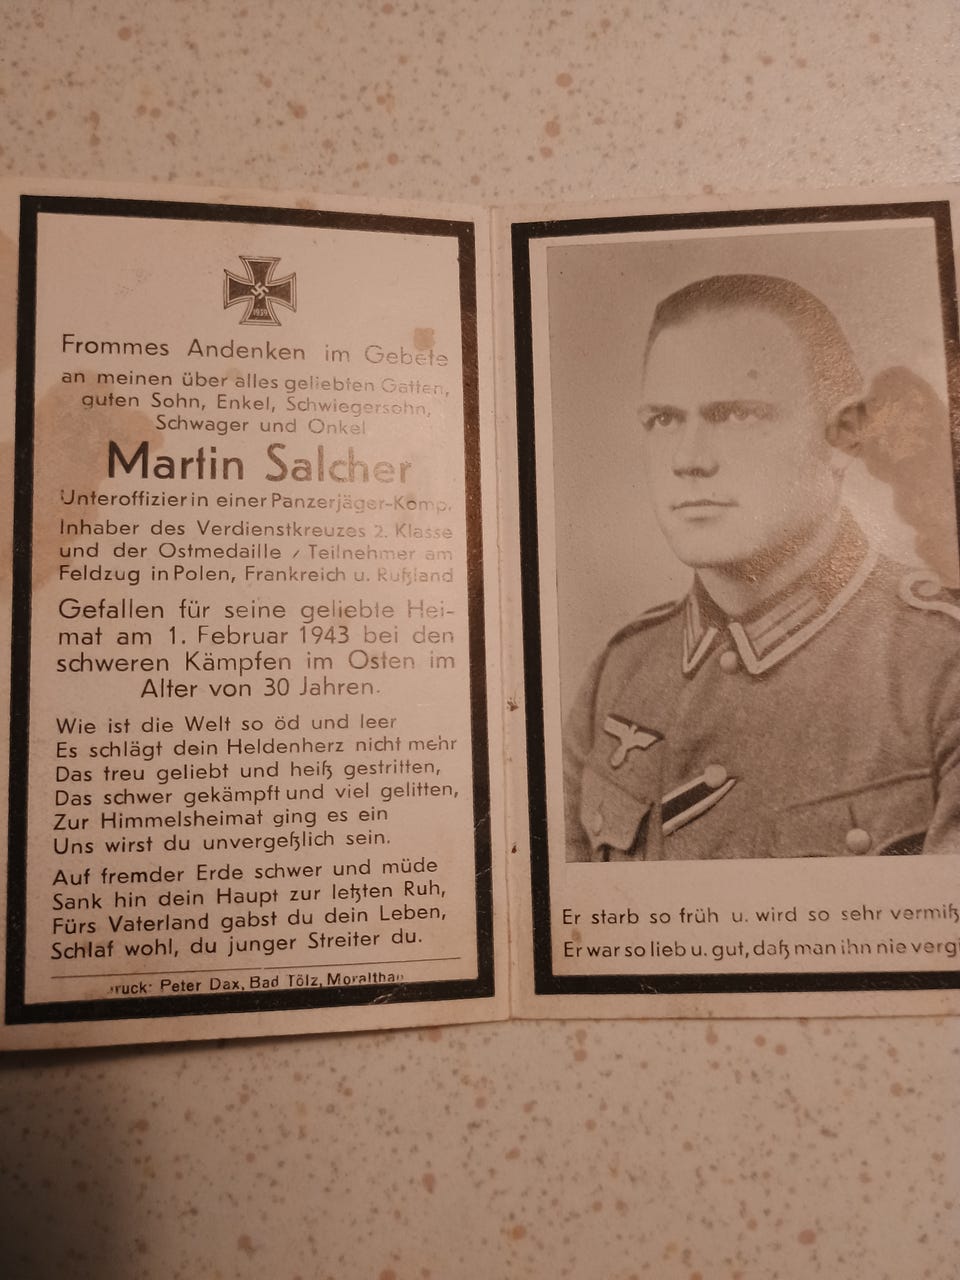 1939
Frommes Andenken im Gebete
an meinen über alles geliebten Gatten,
guten Sohn, Enkel, Schwiegersohn,
Schwager und Onkel
Martin Salcher
Unteroffizier in einer Panzerjäger-Komp.
Inhaber des Verdienstkreuzes 2. Klasse
und der Ostmedaille / Teilnehmer am
Feldzug in Polen, Frankreich u. Rußland
Gefallen für seine geliebte Hei-
mat am 1. Februar 1943 bei den
schweren Kämpfen im Osten im
Alter von 30 Jahren.
Wie ist die Welt so öd und leer
Es schlägt dein Heldenherz nicht mehr
Das treu geliebt und heiß gestritten,
Das schwer gekämpft und viel gelitten,
Zur Himmelsheimat ging es ein
Uns wirst du unvergeßlich sein.
Auf fremder Erde schwer und müde
Sank hin dein Haupt zur letzten Ruh,
Fürs Vaterland gabst du dein Leben,
Schlaf wohl, du junger Streiter du.
ruck: Peter Dax, Bad Tölz, Moraltha
Er starb so früh u. wird so sehr vermiß
Er war so lieb u. gut, daß man ihn nie vergi